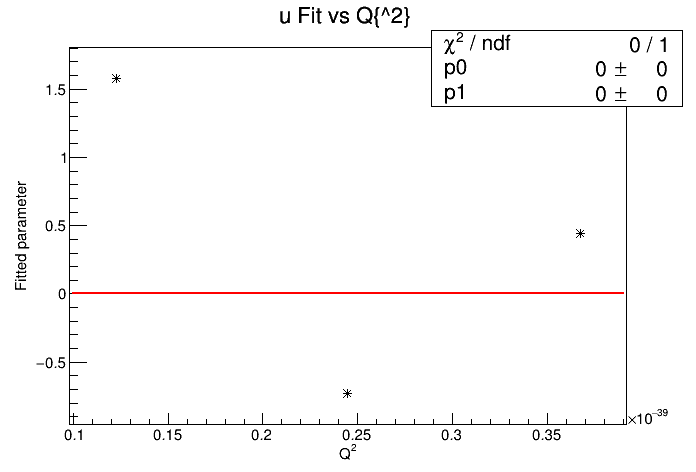 u Fit vs Q{^2}
χ² / ndf 0 / 1
p0 0 ± 0
p1 0 ± 0
1.5
1
0.5
0
−0.5
Fitted parameter
0.1 0.15 0.2 0.25 0.3 0.35
×10⁻³⁹
Q²